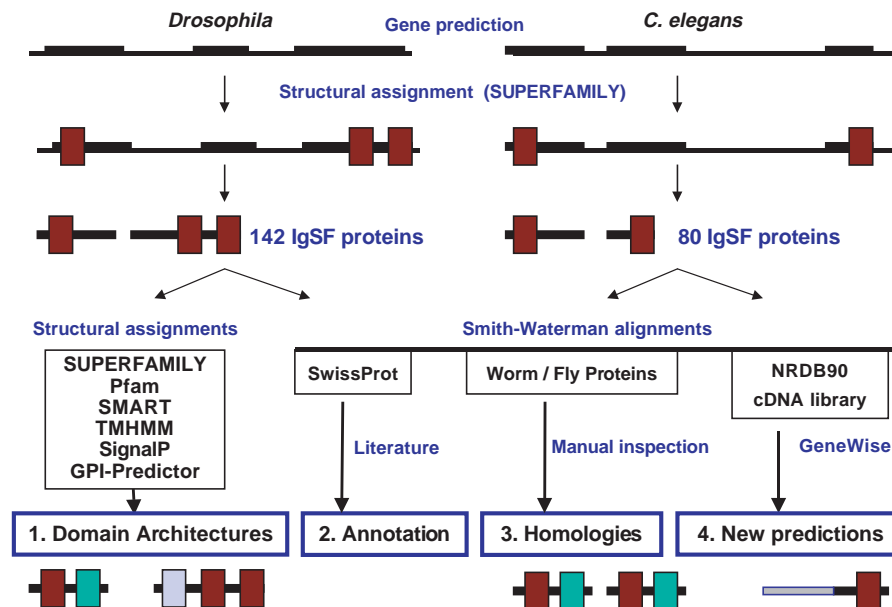 Drosophila
Gene prediction
C. elegans
Structural assignment (SUPERFAMILY)
142 IgSF proteins
80 IgSF proteins
Structural assignments
Smith-Waterman alignments
SUPERFAMILY
Pfam
SMART
TMHMM
SignalP
GPI-Predictor
SwissProt
Worm / Fly Proteins
NRDB90
cDNA library
Literature
Manual inspection
GeneWise
1. Domain Architectures
2. Annotation
3. Homologies
4. New predictions